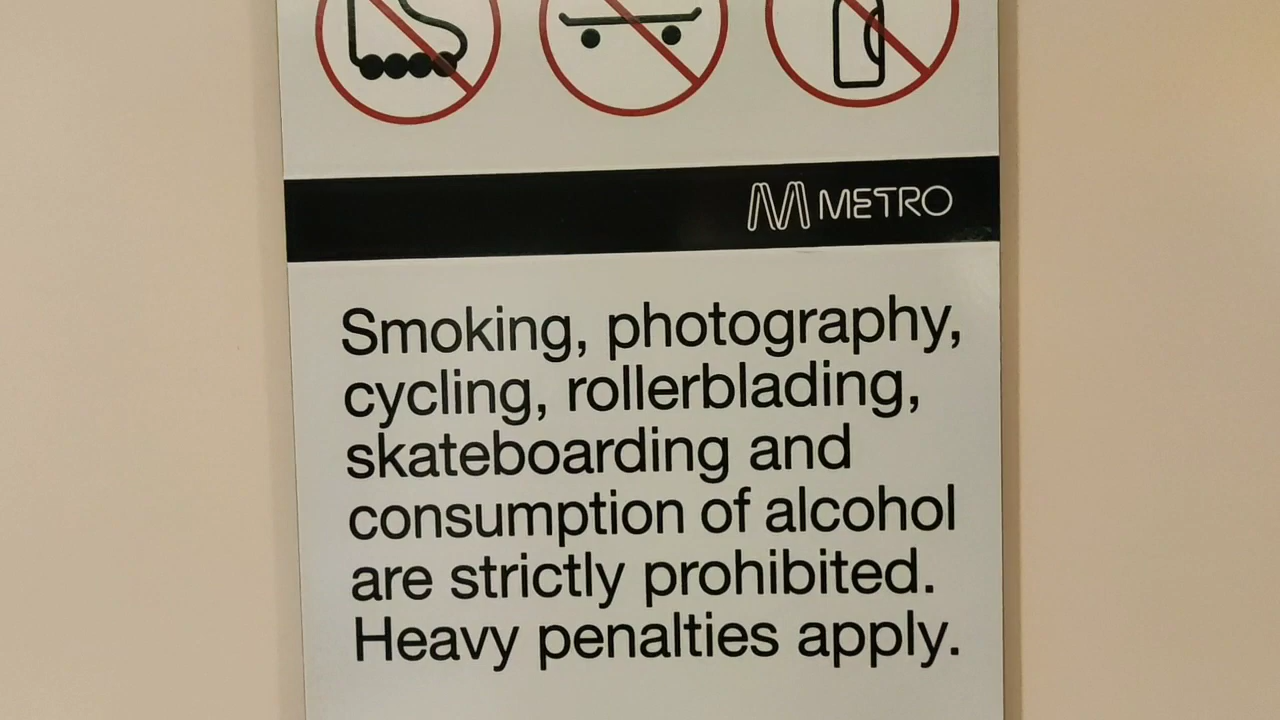 METRO
Smoking, photography,
cycling, rollerblading,
skateboarding and
consumption of alcohol
are strictly prohibited.
Heavy penalties apply.